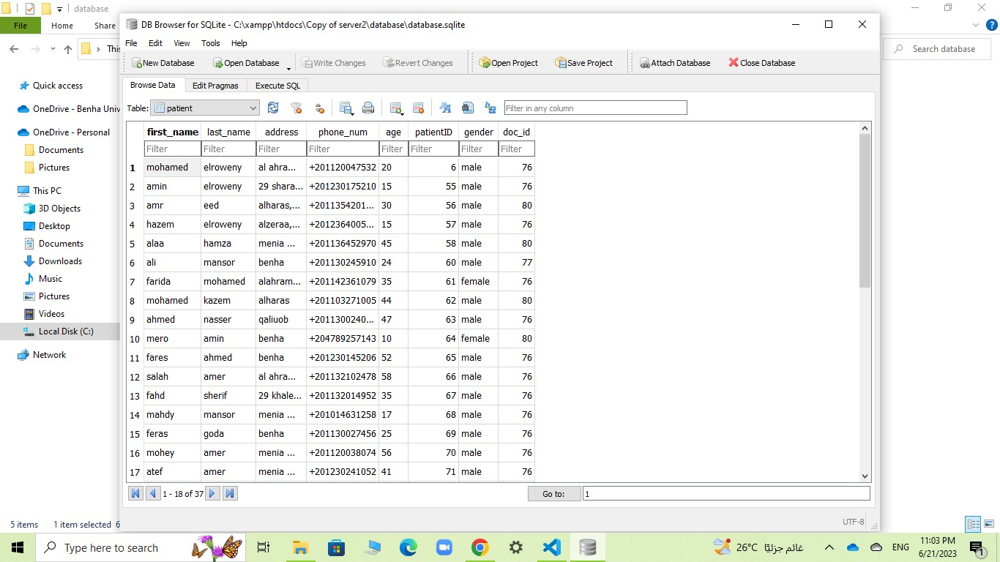 database
DB Browser for SQLite - C:\xampp\htdocs\Copy of server2\database\database.sqlite
File Home Share
File Edit View Tools Help
This
Search database
New Database Open Database Write Changes Revert Changes Open Project Save Project Attach Database Close Database
Browse Data Edit Pragmas Execute SQL
Table: patient Filter in any column
first_name last_name address phone_num age patientID gender doc_id
Filter Filter Filter Filter Filter Filter Filter Filter
1 mohamed elroweny al ahra... +201120047532 20 6 male 76
2 amin elroweny 29 shara... +201230175210 15 55 male 76
3 amr eed alharas,... +2011354201... 30 56 male 80
4 hazem elroweny alzeraa,... +2012364005... 15 57 male 76
5 alaa hamza menia ... +201136452970 45 58 male 80
6 ali mansor benha +201130245910 24 60 male 77
7 farida mohamed alahram... +201142361079 35 61 female 76
8 mohamed kazem alharas +201103271005 44 62 male 80
9 ahmed nasser qaliuob +2011300240... 47 63 male 76
10 mero amin benha +204789257143 10 64 female 80
11 fares ahmed benha +201230145206 52 65 male 76
12 salah amer al ahra... +201132102478 58 66 male 76
13 fahd sherif 29 khale... +201132014952 35 67 male 76
14 mahdy mansor menia ... +201014631258 17 68 male 76
15 feras goda benha +201130027456 25 69 male 76
16 mohey amer menia ... +201120038074 56 70 male 76
17 atef amer menia ... +201230241052 41 71 male 76
1 - 18 of 37 Go to: 1
UTF-8
Quick access
OneDrive - Benha Univ
OneDrive - Personal
Documents
Pictures
This PC
3D Objects
Desktop
Documents
Downloads
Music
Pictures
Videos
Local Disk (C:)
Network
5 items 1 item selected 6
Type here to search
26°C غائم جزئيًا ENG 11:03 PM
6/21/2023
1